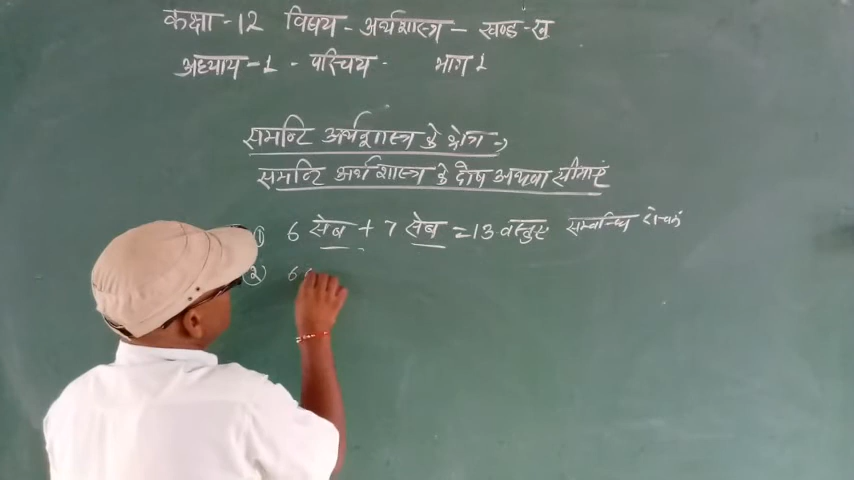 कक्षा-12 विषय - अर्थशास्त्र - खण्ड-ख
अध्याय-1 - परिचय - भाग 1
समष्टि अर्थशास्त्र के क्षेत्र →
समष्टि अर्थशास्त्र के दोष अथवा सीमाएं
① 6 सेब + 7 सेब = 13 वस्तुएं सम्बन्धि
② 6